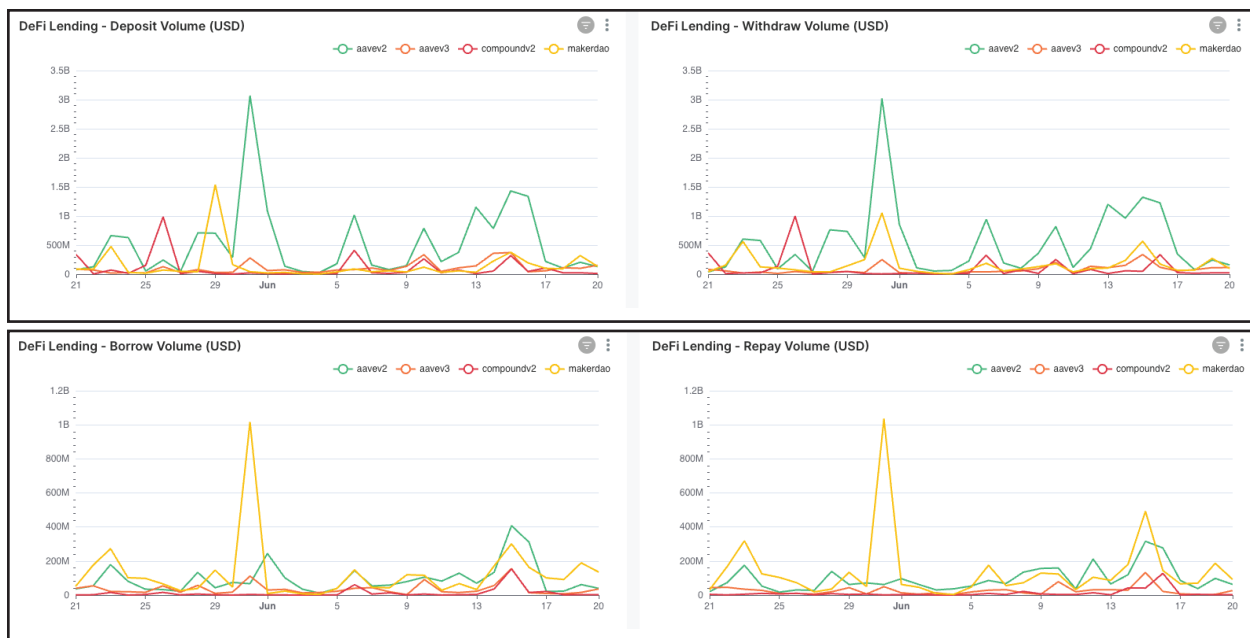 DeFi Lending - Deposit Volume (USD)
aavev2 aavev3 compoundv2 makerdao
3.5B
3B
2.5B
2B
1.5B
1B
500M
0
21 25 29 Jun 5 9 13 17 20
DeFi Lending - Withdraw Volume (USD)
aavev2 aavev3 compoundv2 makerdao
3.5B
3B
2.5B
2B
1.5B
1B
500M
0
21 25 29 Jun 5 9 13 17 20
DeFi Lending - Borrow Volume (USD)
aavev2 aavev3 compoundv2 makerdao
1.2B
1B
800M
600M
400M
200M
0
21 25 29 Jun 5 9 13 17 20
DeFi Lending - Repay Volume (USD)
aavev2 aavev3 compoundv2 makerdao
1.2B
1B
800M
600M
400M
200M
0
21 25 29 Jun 5 9 13 17 20